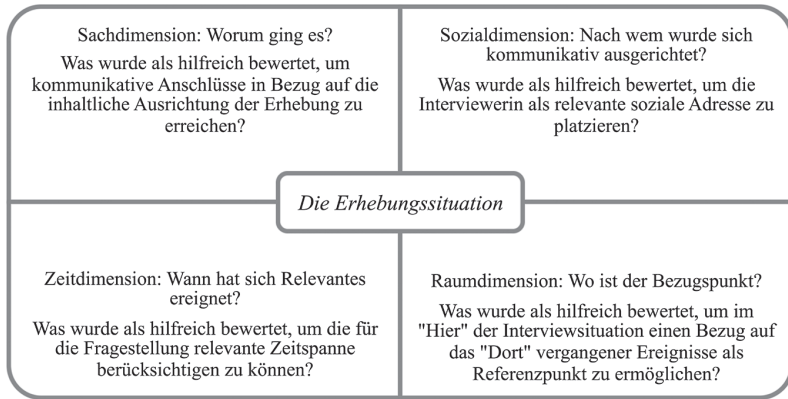 Sachdimension: Worum ging es?
Was wurde als hilfreich bewertet, um
kommunikative Anschlüsse in Bezug auf die
inhaltliche Ausrichtung der Erhebung zu
erreichen?
Sozialdimension: Nach wem wurde sich
kommunikativ ausgerichtet?
Was wurde als hilfreich bewertet, um die
Interviewerin als relevante soziale Adresse zu
platzieren?
Die Erhebungssituation
Zeitdimension: Wann hat sich Relevantes
ereignet?
Was wurde als hilfreich bewertet, um die für
die Fragestellung relevante Zeitspanne
berücksichtigen zu können?
Raumdimension: Wo ist der Bezugspunkt?
Was wurde als hilfreich bewertet, um im
"Hier" der Interviewsituation einen Bezug auf
das "Dort" vergangener Ereignisse als
Referenzpunkt zu ermöglichen?